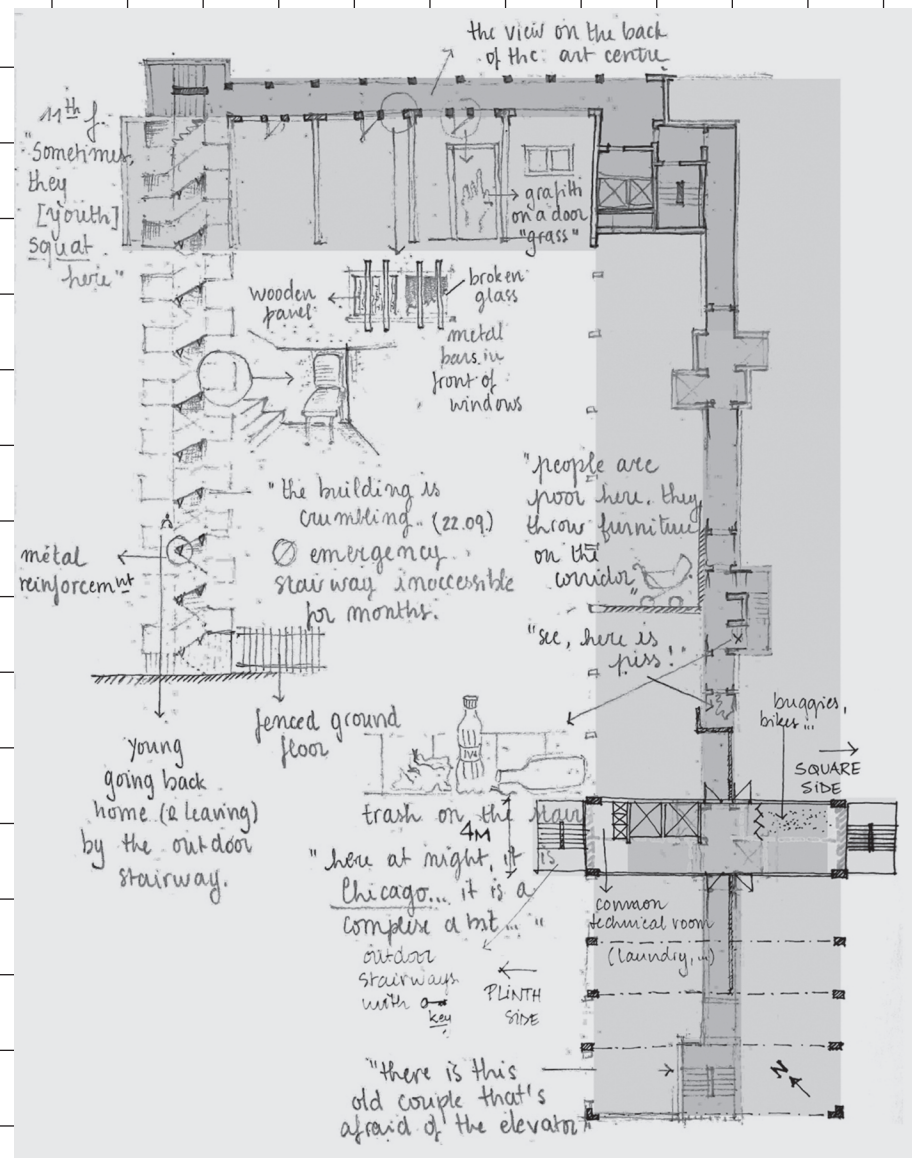 the view on the back
of the art centre
11th f.
"Sometimes,
they
[youth]
squat
here"
grafitti
on a door
"grass"
wooden
panel
broken
glass
metal
bars in
front of
windows
"the building is
crumbling.. (22.09.)
emergency
stairway inaccessible
for months.
"people are
poor here. they
throw furniture
on the
corridor"
métal
reinforcement
"see, here is
piss!"
buggies,
bikes...
SQUARE
SIDE
fenced ground
floor
young
going back
home (& leaving)
by the outdoor
stairway.
trash on the stair
4M
"here at night, it is
Chicago... it is a
complise a bit... "
outdoor
stairways
with a
key
PLINTH
SIDE
common
technical room
(laundry,...)
"there is this
old couple that's
afraid of the elevator"
N